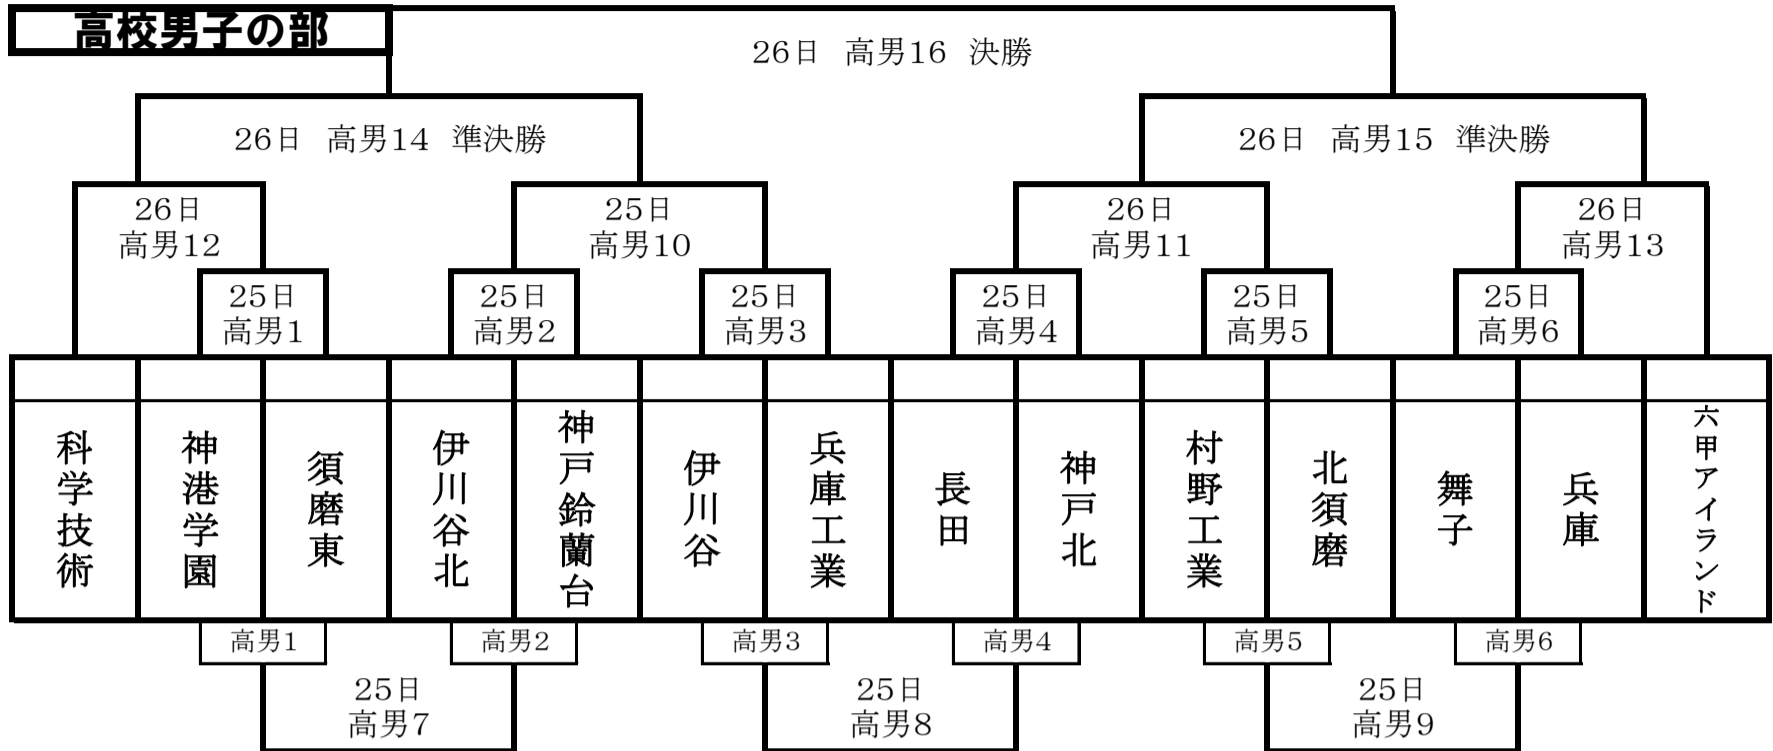 高校男子の部
26日 高男16 決勝
26日 高男14 準決勝
26日 高男15 準決勝
26日
高男12
25日
高男10
26日
高男11
26日
高男13
25日
高男1
25日
高男2
25日
高男3
25日
高男4
25日
高男5
25日
高男6
科学技術
神港学園
須磨東
伊川谷北
神戸鈴蘭台
伊川谷
兵庫工業
長田
神戸北
村野工業
北須磨
舞子
兵庫
六甲アイランド
高男1
高男2
高男3
高男4
高男5
高男6
25日
高男7
25日
高男8
25日
高男9